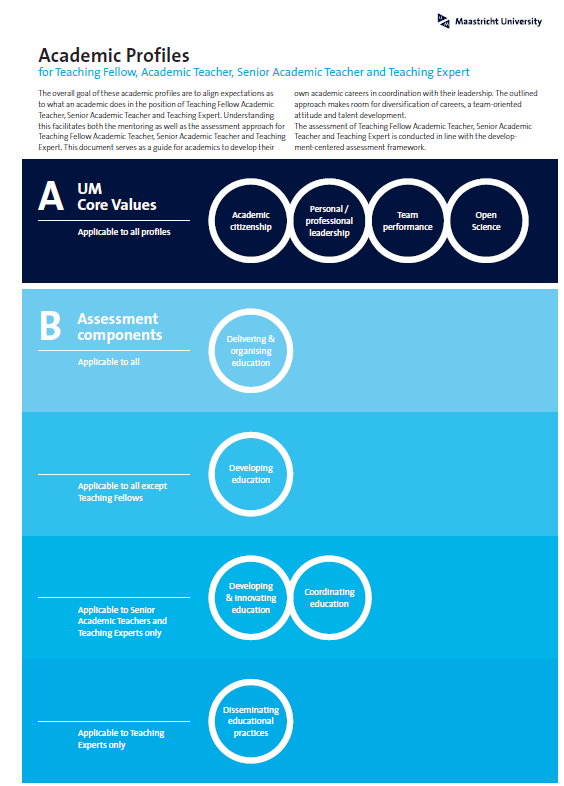 Maastricht University
Academic Profiles
for Teaching Fellow, Academic Teacher, Senior Academic Teacher and Teaching Expert
The overall goal of these academic profiles are to align expectations as
to what an academic does in the position of Teaching Fellow Academic
Teacher, Senior Academic Teacher and Teaching Expert. Understanding
this facilitates both the mentoring as well as the assessment approach for
Teaching Fellow Academic Teacher, Senior Academic Teacher and Teaching
Expert. This document serves as a guide for academics to develop their
own academic careers in coordination with their leadership. The outlined
approach makes room for diversification of careers, a team-oriented
attitude and talent development.
The assessment of Teaching Fellow Academic Teacher, Senior Academic
Teacher and Teaching Expert is conducted in line with the develop-
ment-centered assessment framework.
A
UM
Core Values
Applicable to all profiles
Academic
citizenship
Personal /
professional
leadership
Team
performance
Open
Science
B
Assessment
components
Applicable to all
Delivering &
organising
education
Applicable to all except
Teaching Fellows
Developing
education
Applicable to Senior
Academic Teachers and
Teaching Experts only
Developing
& innovating
education
Coordinating
education
Applicable to Teaching
Experts only
Disseminating
educational
practices